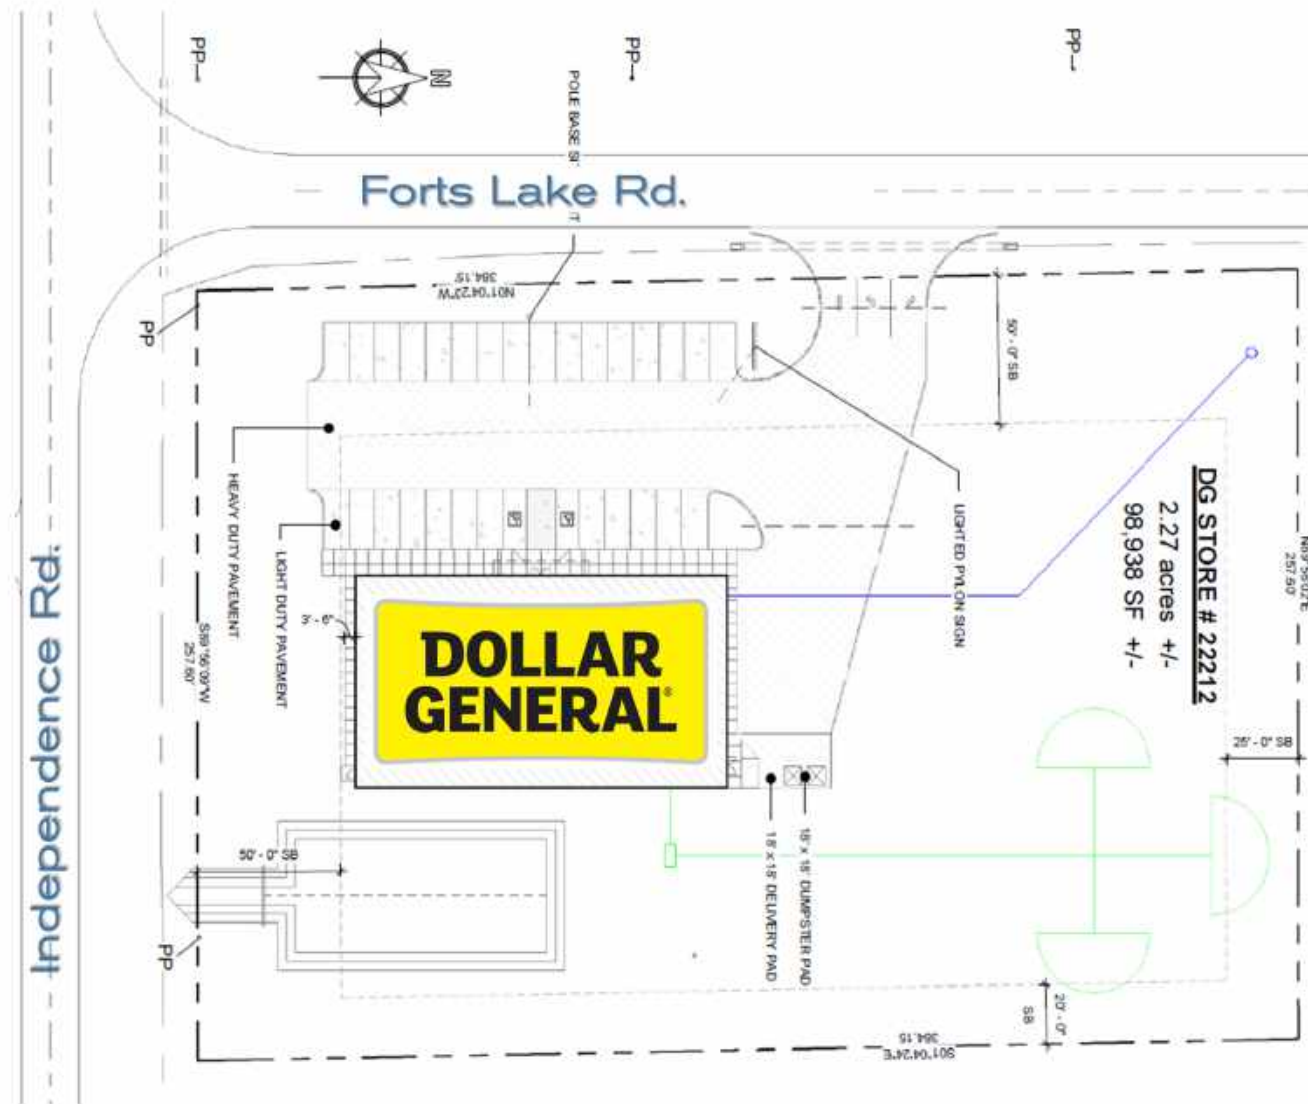 PP
PP
PP
N
POLE BASE
Forts Lake Rd.
384.15'
N01°04'23"W
PP
50' - 0" SB
HEAVY DUTY PAVEMENT
LIGHT DUTY PAVEMENT
LIGHTED PYLON SIGN
DG STORE # 22212
2.27 acres +/-
98,938 SF +/-
257.60'
Independence Rd.
S89°56'09"W
257.60'
3' - 6"
DOLLAR
GENERAL®
25' - 0" SB
50' - 0" SB
18' x 18' DELIVERY PAD
18' x 18' DUMPSTER PAD
PP
20' - 0"
SB
384.15
S01°04'24"E